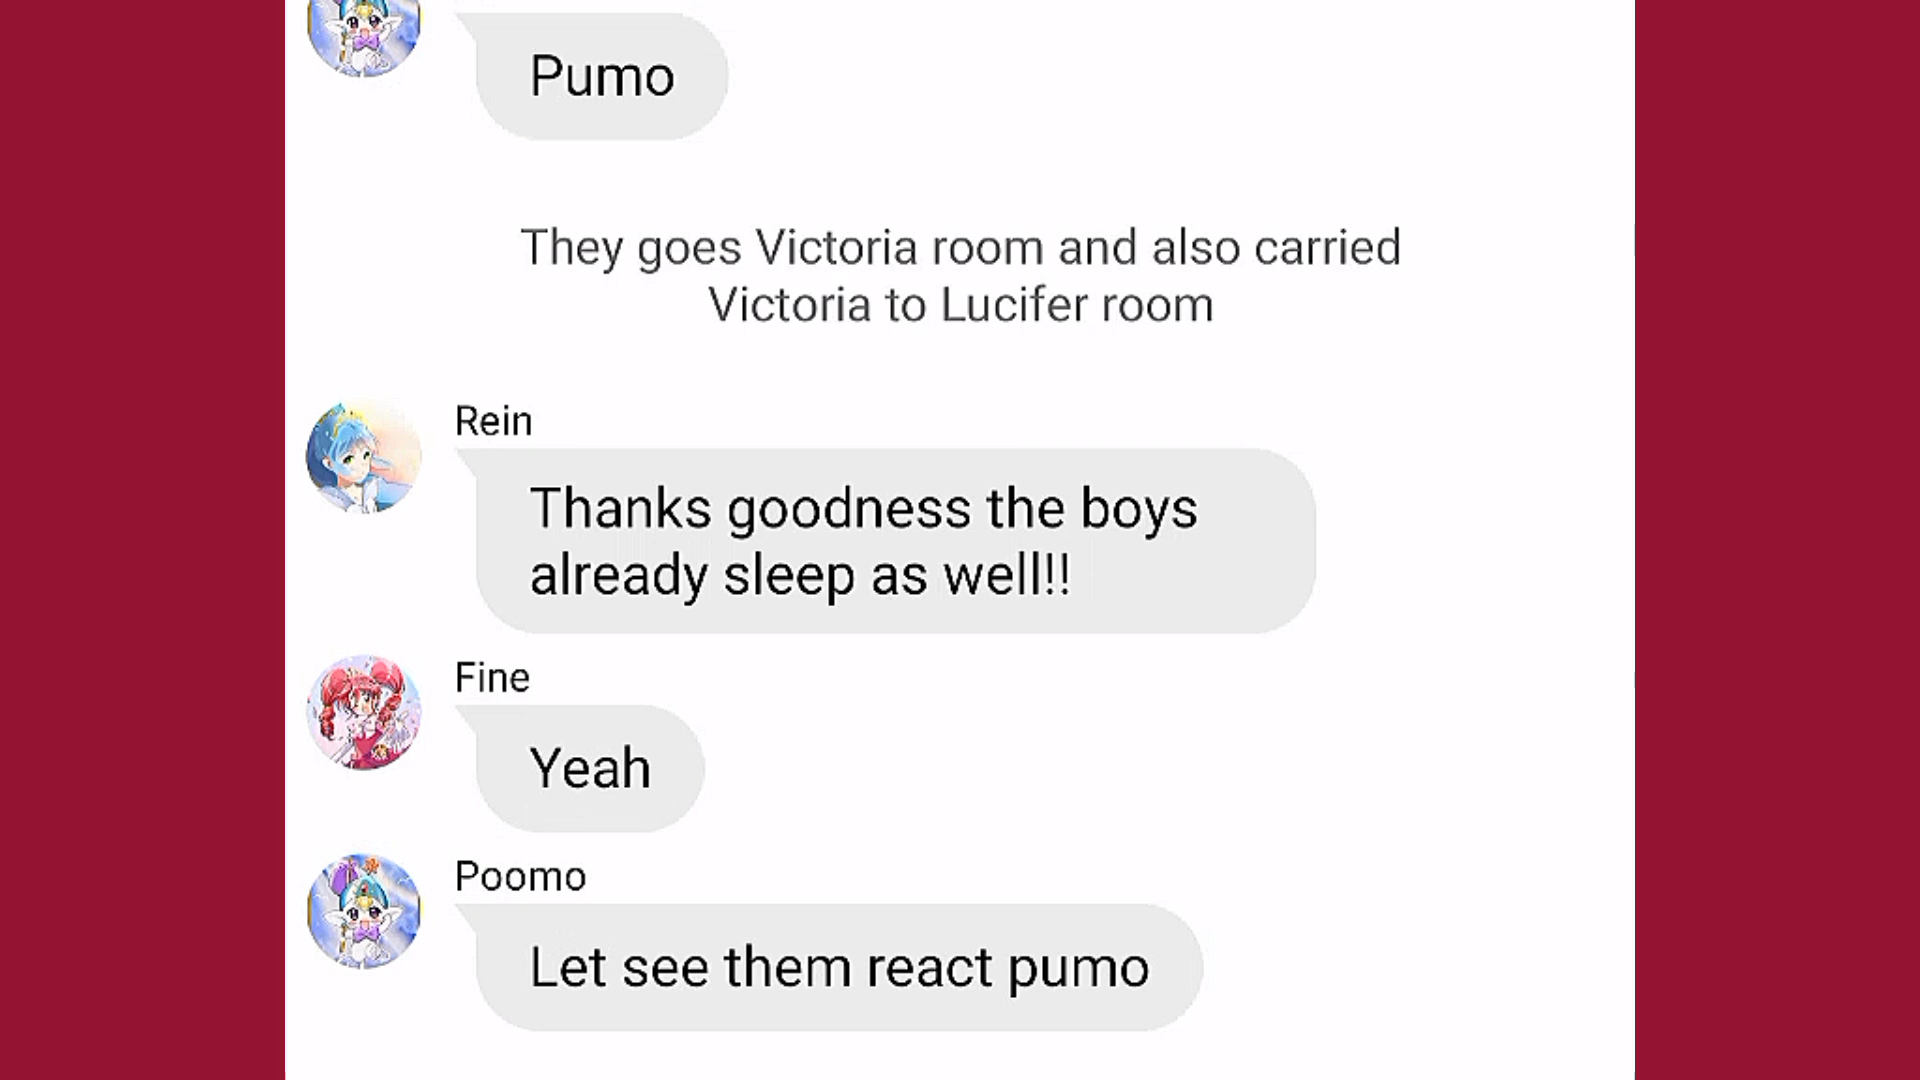 Pumo
They goes Victoria room and also carried
Victoria to Lucifer room
Rein
Thanks goodness the boys
already sleep as well!!
Fine
Yeah
Poomo
Let see them react pumo